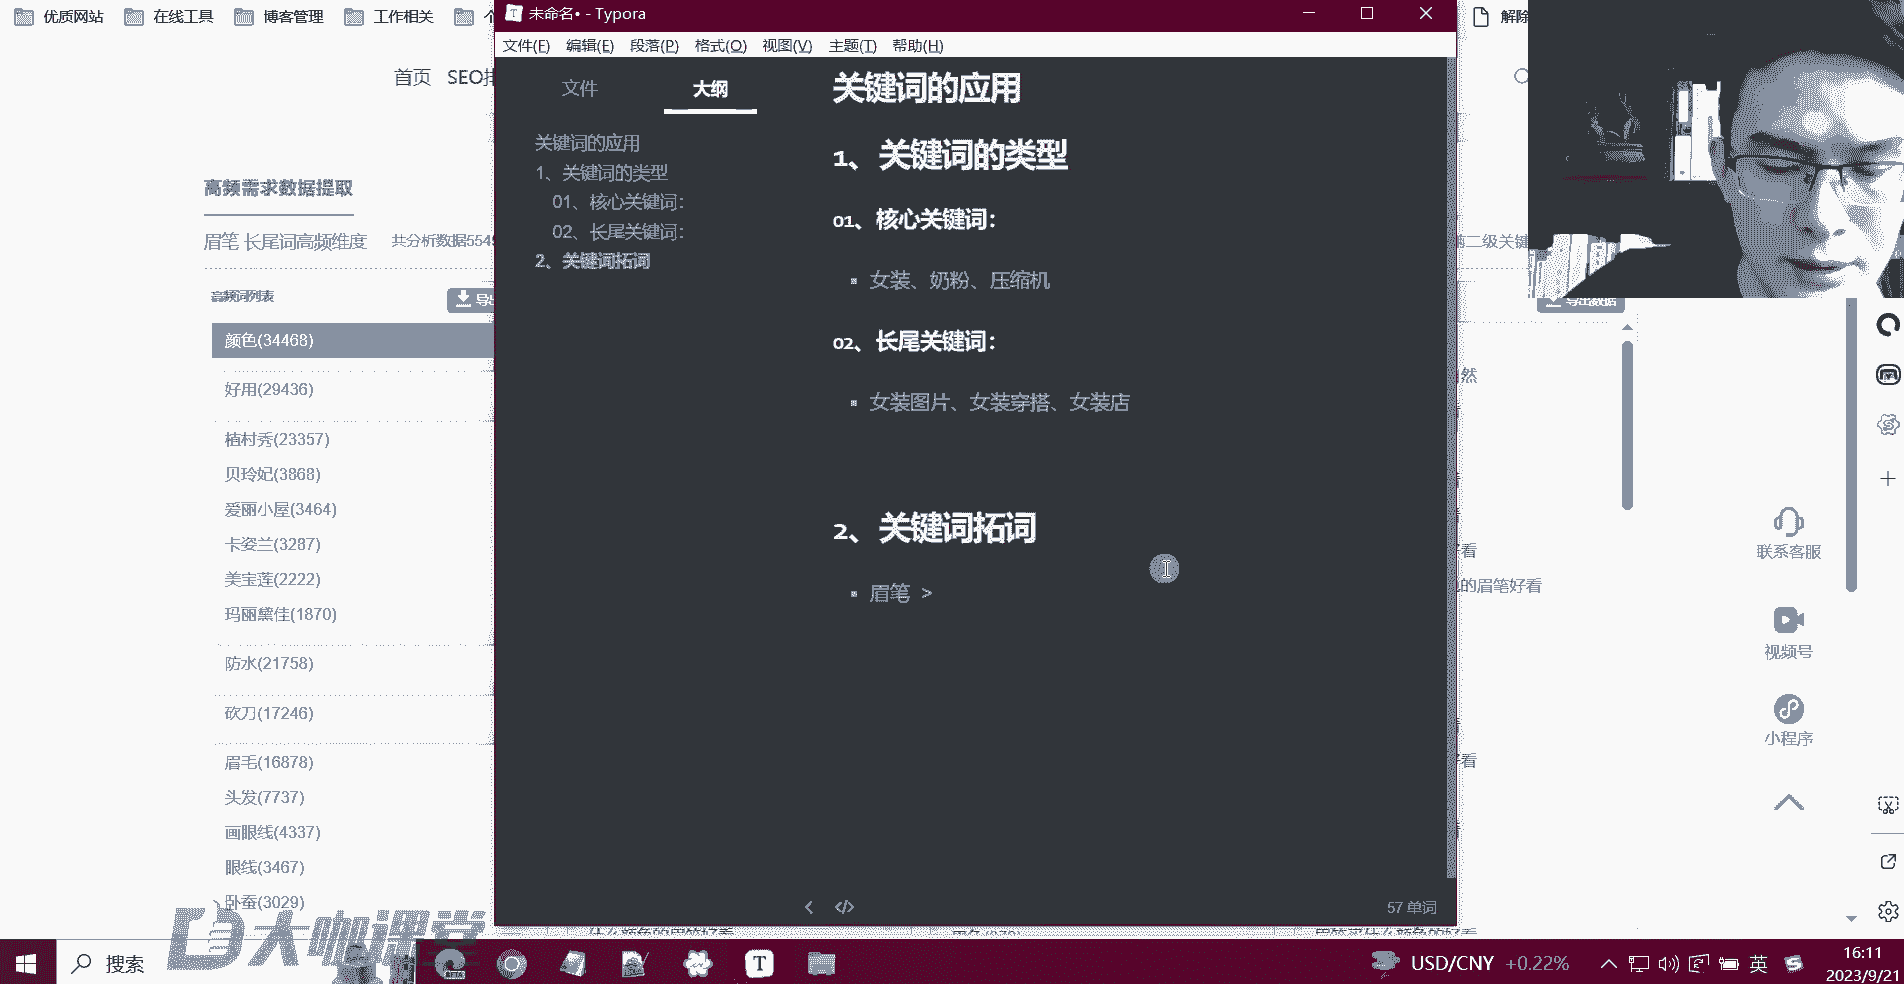 优质网站
在线工具
博客管理
工作相关
未命名• - Typora
解除
文件(F) 编辑(E) 段落(P) 格式(O) 视图(V) 主题(T) 帮助(H)
首页 SEO
文件
大纲
关键词的应用
1、关键词的类型
01、核心关键词：
02、长尾关键词：
2、关键词拓词
关键词的应用
1、关键词的类型
01、核心关键词：
女装、奶粉、压缩机
02、长尾关键词：
女装图片、女装穿搭、女装店
2、关键词拓词
眉笔 >
57 单词
高频需求数据提取
眉笔 长尾词高频维度
共分析数据554
高频词列表
导
颜色(34468)
好用(29436)
植村秀(23357)
贝玲妃(3868)
爱丽小屋(3464)
卡姿兰(3287)
美宝莲(2222)
玛丽黛佳(1870)
防水(21758)
砍刀(17246)
眉毛(16878)
头发(7737)
画眼线(4337)
眼线(3467)
卧蚕(3029)
二级关键
导出数据
然
看
的眉笔好看
看
联系客服
视频号
小程序
大咖课堂
搜索
T
USD/CNY +0.22%
英
16:11
2023/9/21